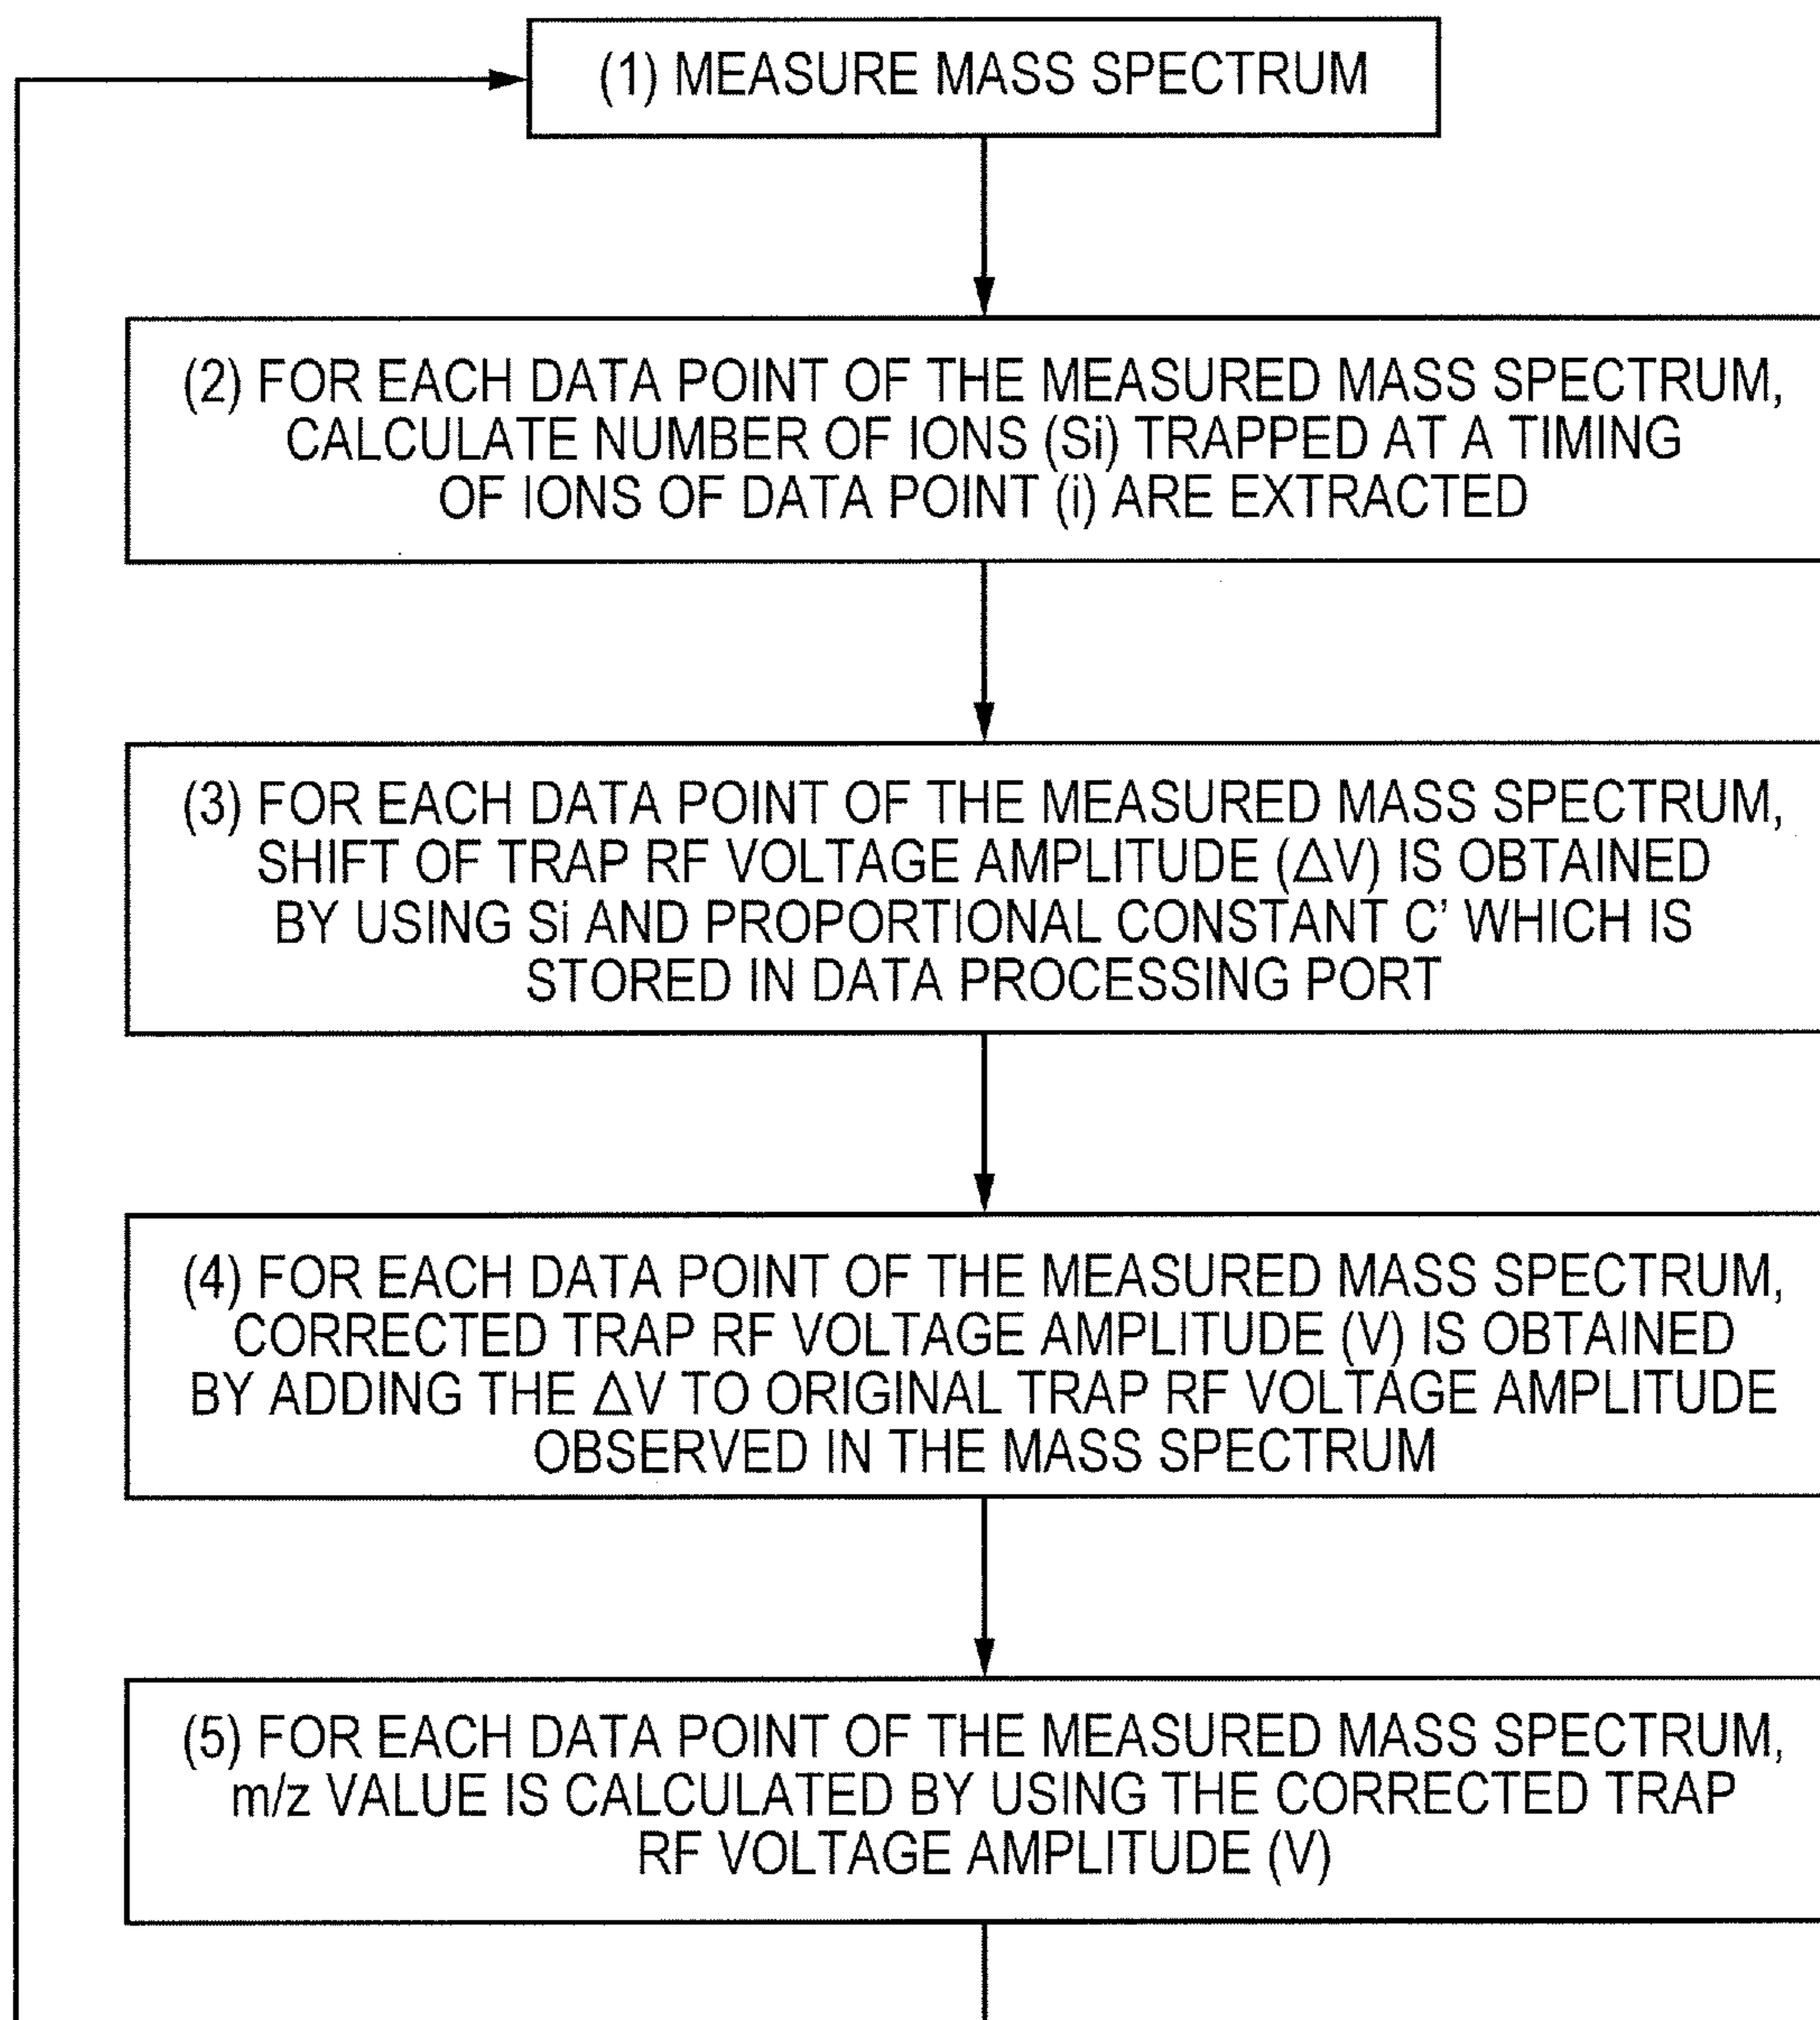 (1) MEASURE MASS SPECTRUM
(2) FOR EACH DATA POINT OF THE MEASURED MASS SPECTRUM,
CALCULATE NUMBER OF IONS (Si) TRAPPED AT A TIMING
OF IONS OF DATA POINT (i) ARE EXTRACTED
(3) FOR EACH DATA POINT OF THE MEASURED MASS SPECTRUM,
SHIFT OF TRAP RF VOLTAGE AMPLITUDE (ΔV) IS OBTAINED
BY USING Si AND PROPORTIONAL CONSTANT C' WHICH IS
STORED IN DATA PROCESSING PORT
(4) FOR EACH DATA POINT OF THE MEASURED MASS SPECTRUM,
CORRECTED TRAP RF VOLTAGE AMPLITUDE (V) IS OBTAINED
BY ADDING THE ΔV TO ORIGINAL TRAP RF VOLTAGE AMPLITUDE
OBSERVED IN THE MASS SPECTRUM
(5) FOR EACH DATA POINT OF THE MEASURED MASS SPECTRUM,
m/z VALUE IS CALCULATED BY USING THE CORRECTED TRAP
RF VOLTAGE AMPLITUDE (V)